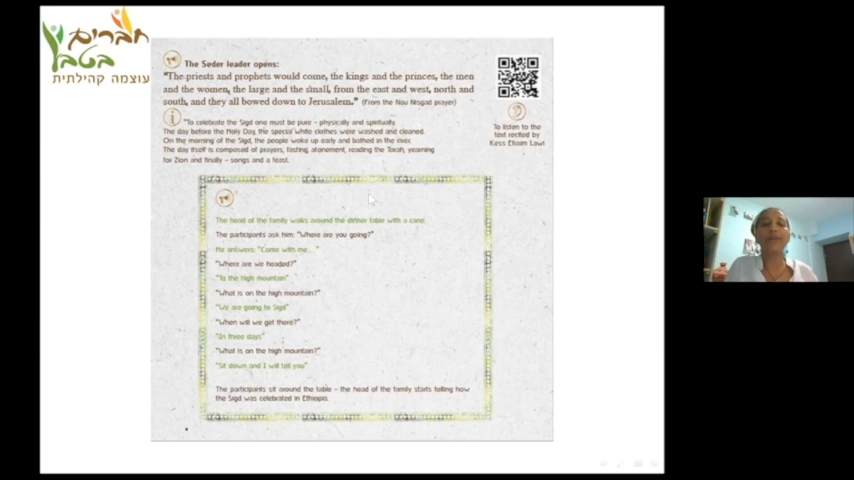 חברים
בטבע
עוצמה קהילתית
The Seder leader opens:
"The priests and prophets would come, the kings and the princes, the men
and the women, the large and the small, from the east and west, north and
south, and they all bowed down to Jerusalem." (From the Nau Nisgad prayer)
"To celebrate the Sigd one must be pure – physically and spiritually.
The day before the Holy Day, the special white clothes were washed and cleaned.
On the morning of the Sigd, the people woke up early and bathed in the river.
The day itself is composed of prayers, fasting, atonement, reading the Torah, yearning
for Zion and finally – songs and a feast.
To listen to the
text recited by
Kess Efraim Lawi
The head of the family walks around the dinner table with a cane.
The participants ask him: "Where are you going?"
He answers: "Come with me..."
"Where are we headed?"
"To the high mountain"
"What is on the high mountain?"
"We are going to Sigd"
"When will we get there?"
"In three days"
"What is on the high mountain?"
"Sit down and I will tell you"
The participants sit around the table – the head of the family starts telling how
the Sigd was celebrated in Ethiopia.